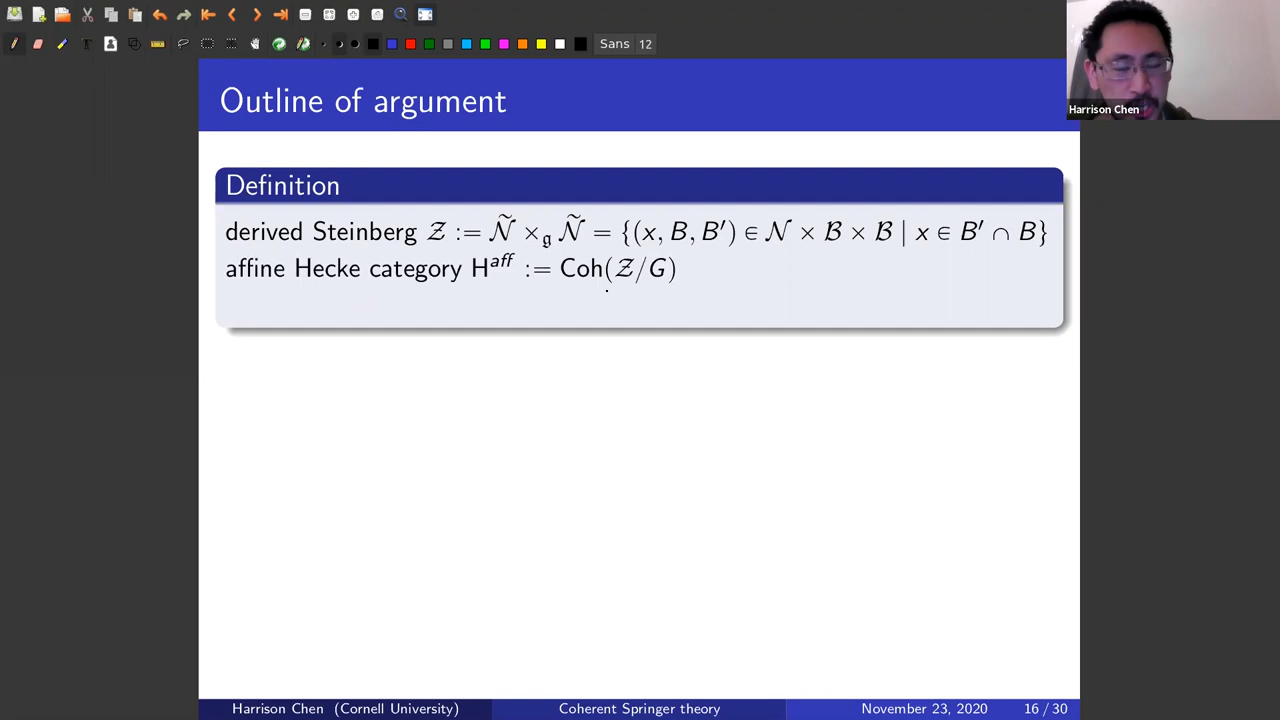 Sans 12
Harrison Chen
Outline of argument
Definition
derived Steinberg 𝒵 := 𝒩̃ ×_𝔤 𝒩̃ = {(x, B, B′) ∈ 𝒩 × ℬ × ℬ | x ∈ B′ ∩ B}
affine Hecke category H^aff := Coh(𝒵/G)
Harrison Chen (Cornell University)
Coherent Springer theory
November 23, 2020
16 / 30